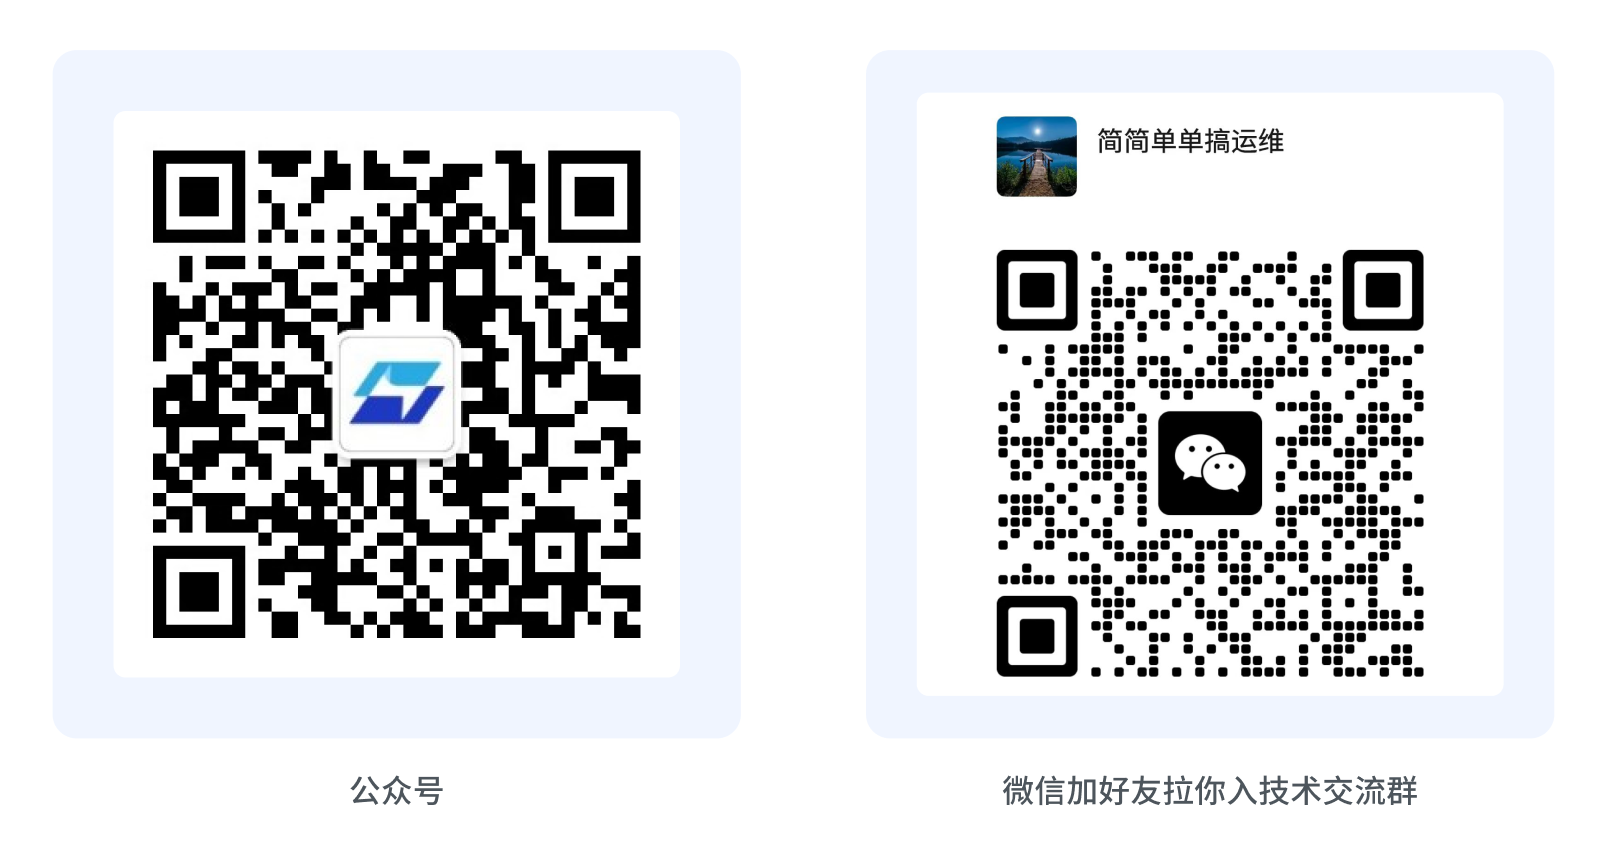 简简单单搞运维
公众号
微信加好友拉你入技术交流群